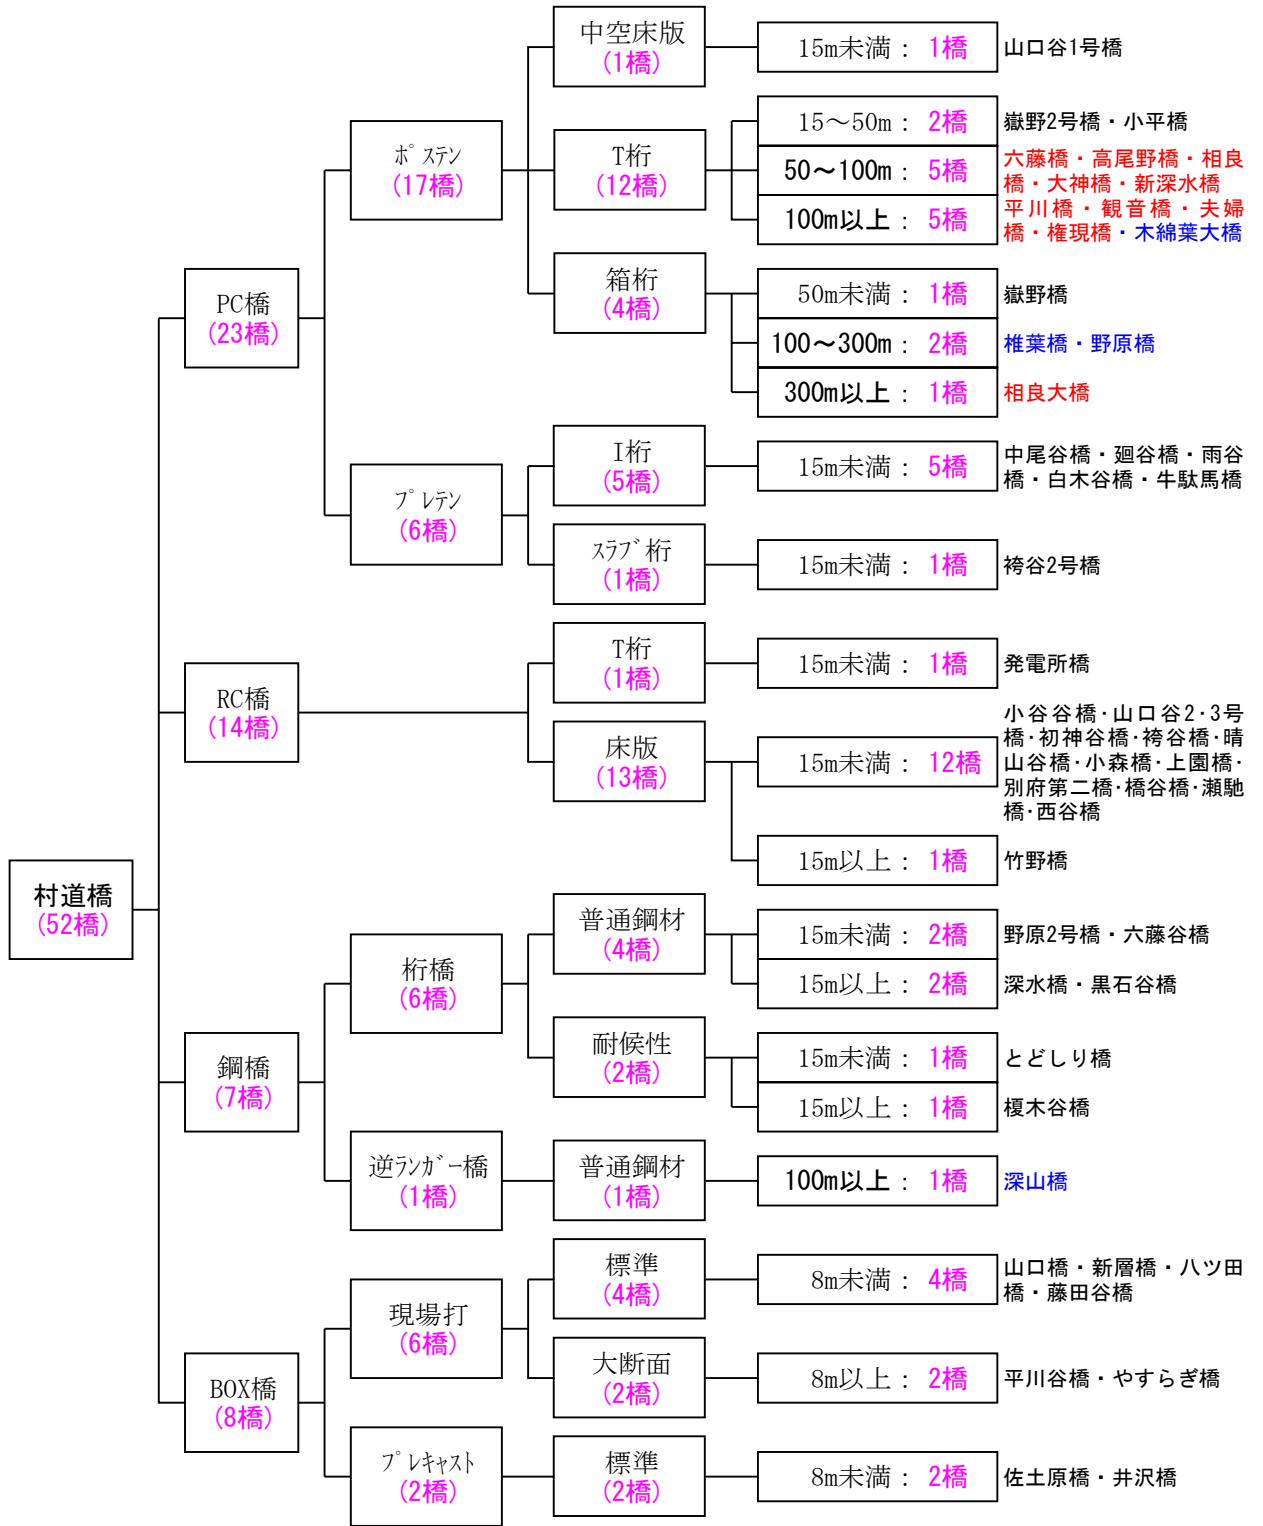 村道橋
(52橋)
PC橋
(23橋)
ポステン
(17橋)
中空床版
(1橋)
15m未満： 1橋
山口谷1号橋
T桁
(12橋)
15～50m： 2橋
嶽野2号橋・小平橋
50～100m： 5橋
六藤橋・高尾野橋・相良
橋・大神橋・新深水橋
100m以上： 5橋
平川橋・観音橋・夫婦
橋・権現橋・木綿葉大橋
箱桁
(4橋)
50m未満： 1橋
嶽野橋
100～300m： 2橋
椎葉橋・野原橋
300m以上： 1橋
相良大橋
プレテン
(6橋)
I桁
(5橋)
15m未満： 5橋
中尾谷橋・廻谷橋・雨谷
橋・白木谷橋・牛駄馬橋
スラブ桁
(1橋)
15m未満： 1橋
袴谷2号橋
RC橋
(14橋)
T桁
(1橋)
15m未満： 1橋
発電所橋
床版
(13橋)
15m未満： 12橋
小谷谷橋・山口谷2・3号
橋・初神谷橋・袴谷橋・晴
山谷橋・小森橋・上園橋・
別府第二橋・橋谷橋・瀬馳
橋・西谷橋
15m以上： 1橋
竹野橋
鋼橋
(7橋)
桁橋
(6橋)
普通鋼材
(4橋)
15m未満： 2橋
野原2号橋・六藤谷橋
15m以上： 2橋
深水橋・黒石谷橋
耐候性
(2橋)
15m未満： 1橋
とどしり橋
15m以上： 1橋
榎木谷橋
逆ランガー橋
(1橋)
普通鋼材
(1橋)
100m以上： 1橋
深山橋
BOX橋
(8橋)
現場打
(6橋)
標準
(4橋)
8m未満： 4橋
山口橋・新層橋・八ツ田
橋・藤田谷橋
大断面
(2橋)
8m以上： 2橋
平川谷橋・やすらぎ橋
プレキャスト
(2橋)
標準
(2橋)
8m未満： 2橋
佐土原橋・井沢橋